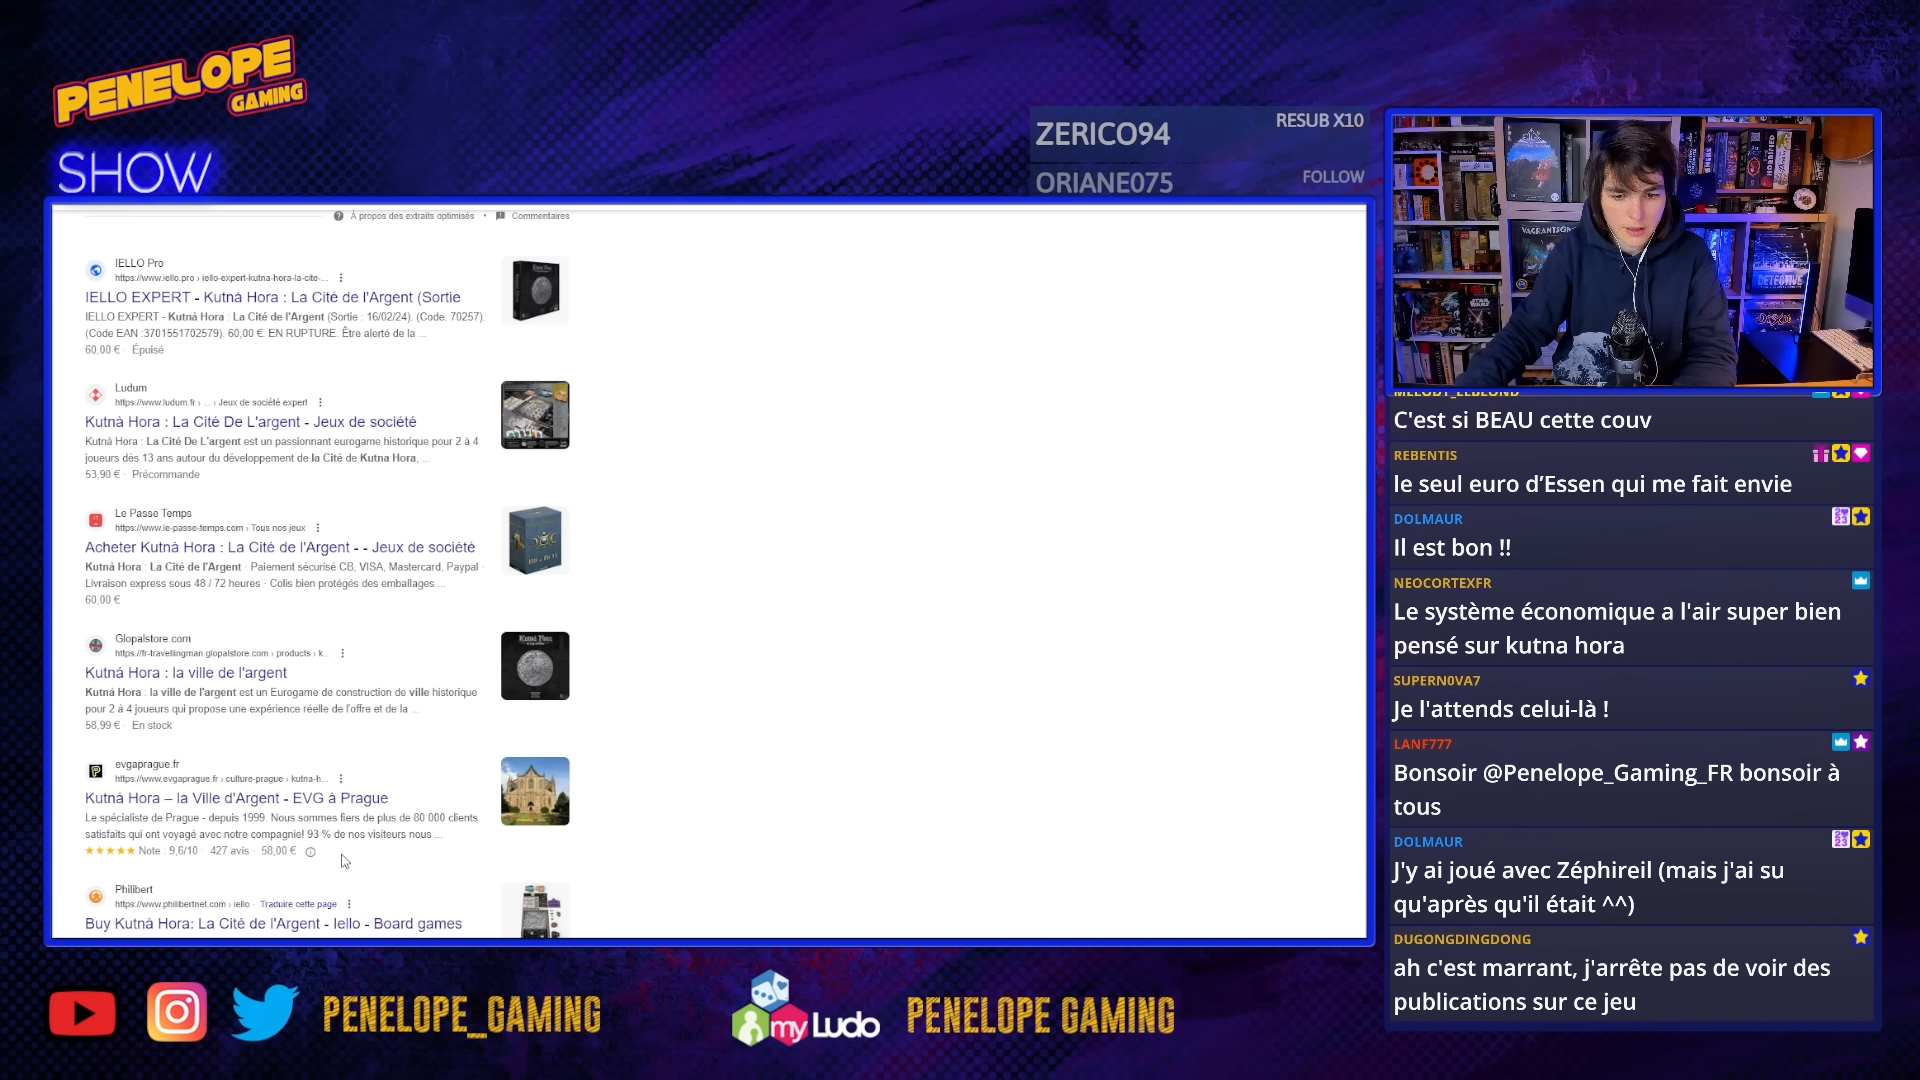 PENELOPE
GAMING
SHOW
ZERICO94
RESUB X10
ORIANE075
FOLLOW
À propos des extraits optimisés • Commentaires
IELLO Pro
https://www.iello.pro › iello-expert-kutna-hora-la-cite-...
IELLO EXPERT - Kutná Hora : La Cité de l'Argent (Sortie
IELLO EXPERT - Kutná Hora : La Cité de l'Argent (Sortie : 16/02/24). (Code: 70257).
(Code EAN :3701551702579). 60,00 €. EN RUPTURE. Être alerté de la ...
60,00 € · Épuisé
Ludum
https://www.ludum.fr › ... › Jeux de société expert
Kutnà Hora : La Cité De L'argent - Jeux de société
Kutnà Hora : La Cité De L'argent est un passionnant eurogame historique pour 2 à 4
joueurs dès 13 ans autour du développement de la Cité de Kutna Hora, ...
53,90 € · Précommande
Le Passe Temps
https://www.le-passe-temps.com › Tous nos jeux
Acheter Kutnà Hora : La Cité de l'Argent - - Jeux de société
Kutnà Hora : La Cité de l'Argent · Paiement sécurisé CB, VISA, Mastercard, Paypal ·
Livraison express sous 48 / 72 heures · Colis bien protégés des emballages ...
60,00 €
Glopalstore.com
https://fr-travellingman.glopalstore.com › products › k...
Kutná Hora : la ville de l'argent
Kutná Hora : la ville de l'argent est un Eurogame de construction de ville historique
pour 2 à 4 joueurs qui propose une expérience réelle de l'offre et de la ...
58,99 € · En stock
evgaprague.fr
https://www.evgaprague.fr › culture-prague › kutna-h...
Kutná Hora – la Ville d'Argent - EVG à Prague
Le spécialiste de Prague - depuis 1999. Nous sommes fiers de plus de 80 000 clients
satisfaits qui ont voyagé avec notre compagnie! 93 % de nos visiteurs nous ...
Note : 9,6/10 · 427 avis · 58,00 €
Philibert
https://www.philibertnet.com › iello · Traduire cette page
Buy Kutnà Hora: La Cité de l'Argent - Iello - Board games
VAGRANTSONG
DETECTIVE
STAR WARS
HORRIFIED
MELODY_LEBLOND
C'est si BEAU cette couv
REBENTIS
le seul euro d’Essen qui me fait envie
DOLMAUR
Il est bon !!
NEOCORTEXFR
Le système économique a l'air super bien
pensé sur kutna hora
SUPERN0VA7
Je l'attends celui-là !
LANF777
Bonsoir @Penelope_Gaming_FR bonsoir à
tous
DOLMAUR
J'y ai joué avec Zéphireil (mais j'ai su
qu'après qu'il était ^^)
DUGONGDINGDONG
ah c'est marrant, j'arrête pas de voir des
publications sur ce jeu
PENELOPE_GAMING
myLudo
PENELOPE GAMING